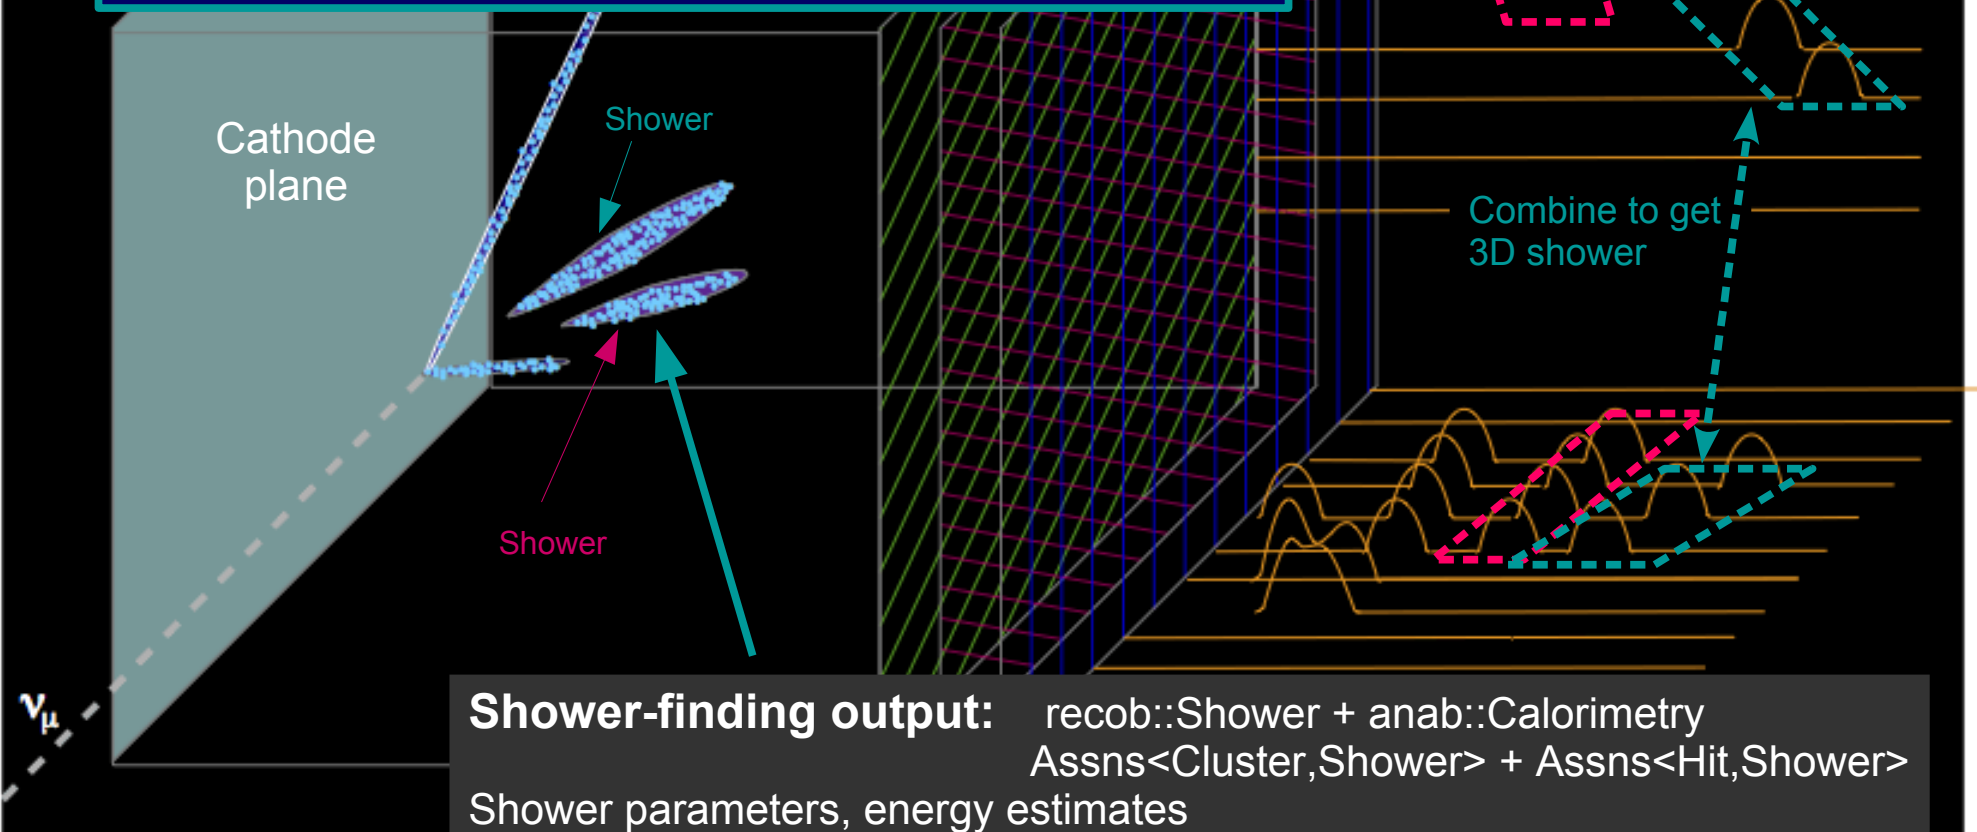 Shower
Cathode
plane
Combine to get
3D shower
Shower
νμ
Shower-finding output: recob::Shower + anab::Calorimetry
Assns<Cluster,Shower> + Assns<Hit,Shower>
Shower parameters, energy estimates